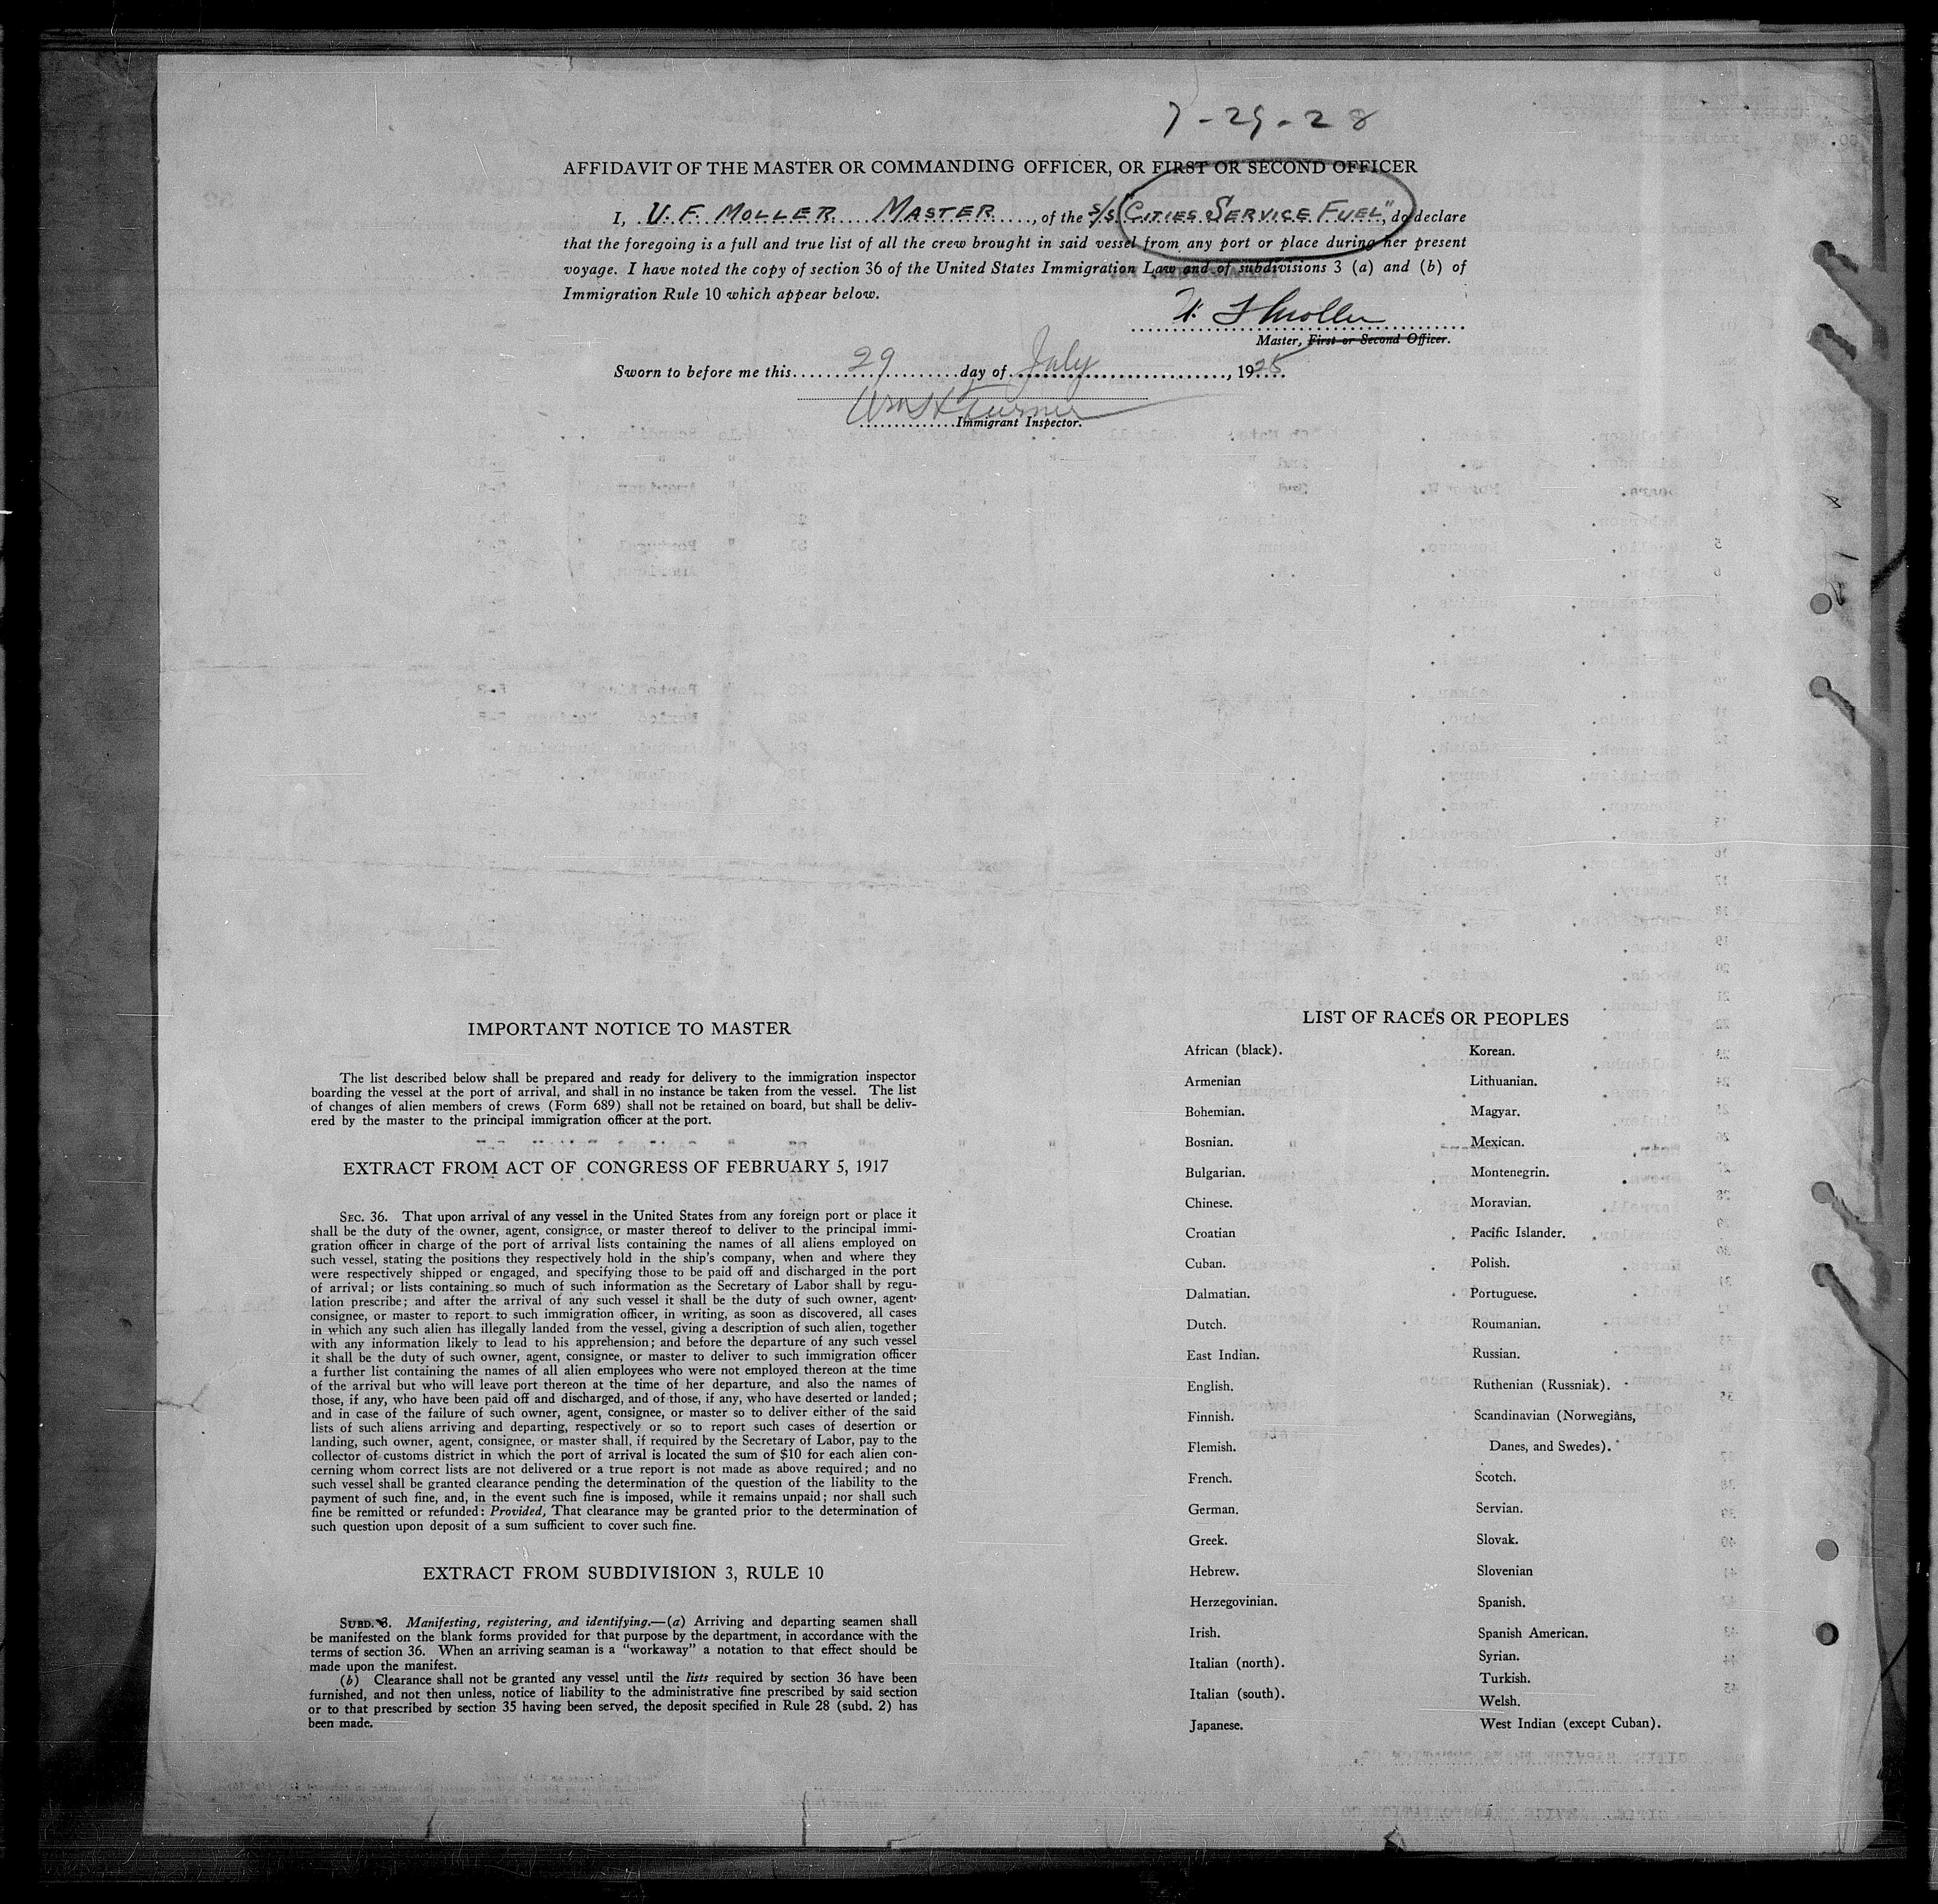 7-29-28
AFFIDAVIT OF THE MASTER OR COMMANDING OFFICER, OR FIRST OR SECOND OFFICER
I, U. F. MOLLER MASTER, of the S/S "CITIES SERVICE FUEL", do declare
that the foregoing is a full and true list of all the crew brought in said vessel from any port or place during her present
voyage. I have noted the copy of section 36 of the United States Immigration Law and of subdivisions 3 (a) and (b) of
Immigration Rule 10 which appear below.
U. F Moller
Master, First or Second Officer.
Sworn to before me this 29 day of July, 1928
Wm H Turner
Immigrant Inspector.
IMPORTANT NOTICE TO MASTER
The list described below shall be prepared and ready for delivery to the immigration inspector
boarding the vessel at the port of arrival, and shall in no instance be taken from the vessel. The list
of changes of alien members of crews (Form 689) shall not be retained on board, but shall be deliv-
ered by the master to the principal immigration officer at the port.
EXTRACT FROM ACT OF CONGRESS OF FEBRUARY 5, 1917
SEC. 36. That upon arrival of any vessel in the United States from any foreign port or place it
shall be the duty of the owner, agent, consignee, or master thereof to deliver to the principal immi-
gration officer in charge of the port of arrival lists containing the names of all aliens employed on
such vessel, stating the positions they respectively hold in the ship's company, when and where they
were respectively shipped or engaged, and specifying those to be paid off and discharged in the port
of arrival; or lists containing so much of such information as the Secretary of Labor shall by regu-
lation prescribe; and after the arrival of any such vessel it shall be the duty of such owner, agent,
consignee, or master to report to such immigration officer, in writing, as soon as discovered, all cases
in which any such alien has illegally landed from the vessel, giving a description of such alien, together
with any information likely to lead to his apprehension; and before the departure of any such vessel
it shall be the duty of such owner, agent, consignee, or master to deliver to such immigration officer
a further list containing the names of all alien employees who were not employed thereon at the time
of the arrival but who will leave port thereon at the time of her departure, and also the names of
those, if any, who have been paid off and discharged, and of those, if any, who have deserted or landed;
and in case of the failure of such owner, agent, consignee, or master so to deliver either of the said
lists of such aliens arriving and departing, respectively or so to report such cases of desertion or
landing, such owner, agent, consignee, or master shall, if required by the Secretary of Labor, pay to the
collector of customs district in which the port of arrival is located the sum of $10 for each alien con-
cerning whom correct lists are not delivered or a true report is not made as above required; and no
such vessel shall be granted clearance pending the determination of the question of the liability to the
payment of such fine, and, in the event such fine is imposed, while it remains unpaid; nor shall such
fine be remitted or refunded: Provided, That clearance may be granted prior to the determination of
such question upon deposit of a sum sufficient to cover such fine.
EXTRACT FROM SUBDIVISION 3, RULE 10
SUBD. 3. Manifesting, registering, and identifying.—(a) Arriving and departing seamen shall
be manifested on the blank forms provided for that purpose by the department, in accordance with the
terms of section 36. When an arriving seaman is a "workaway" a notation to that effect should be
made upon the manifest.
(b) Clearance shall not be granted any vessel until the lists required by section 36 have been
furnished, and not then unless, notice of liability to the administrative fine prescribed by said section
or to that prescribed by section 35 having been served, the deposit specified in Rule 28 (subd. 2) has
been made.
LIST OF RACES OR PEOPLES
African (black).
Armenian
Bohemian.
Bosnian.
Bulgarian.
Chinese.
Croatian
Cuban.
Dalmatian.
Dutch.
East Indian.
English.
Finnish.
Flemish.
French.
German.
Greek.
Hebrew.
Herzegovinian.
Irish.
Italian (north).
Italian (south).
Japanese.
Korean.
Lithuanian.
Magyar.
Mexican.
Montenegrin.
Moravian.
Pacific Islander.
Polish.
Portuguese.
Roumanian.
Russian.
Ruthenian (Russniak).
Scandinavian (Norwegians,
Danes, and Swedes).
Scotch.
Servian.
Slovak.
Slovenian
Spanish.
Spanish American.
Syrian.
Turkish.
Welsh.
West Indian (except Cuban).